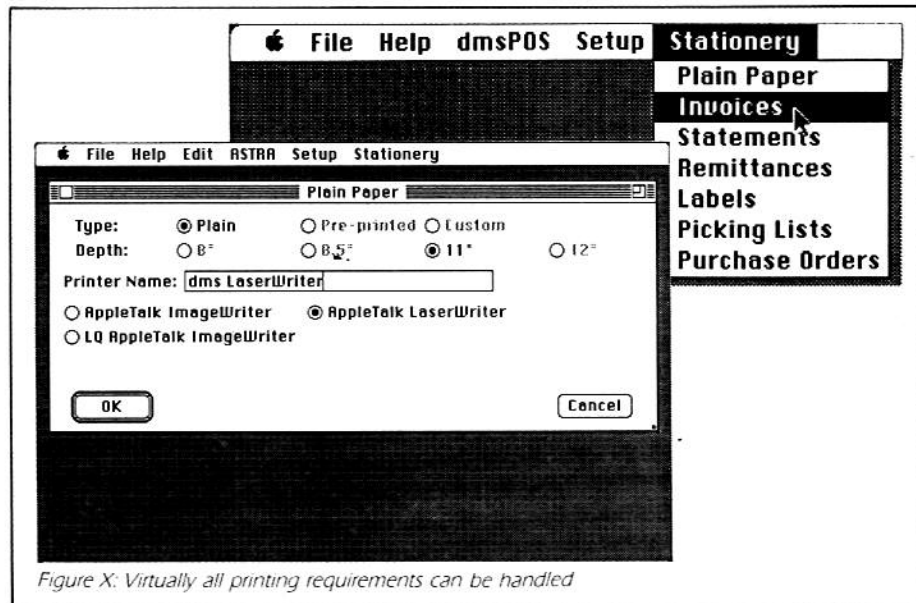 File Help dmsPOS Setup Stationery
Plain Paper
Invoices
Statements
Remittances
Labels
Picking Lists
Purchase Orders
File Help Edit ASTRA Setup Stationery
Plain Paper
Type: Plain Pre-printed Custom
Depth: 8" 8.5" 11" 12"
Printer Name: dms LaserWriter
AppleTalk ImageWriter AppleTalk LaserWriter
LQ AppleTalk ImageWriter
OK Cancel
Figure X: Virtually all printing requirements can be handled